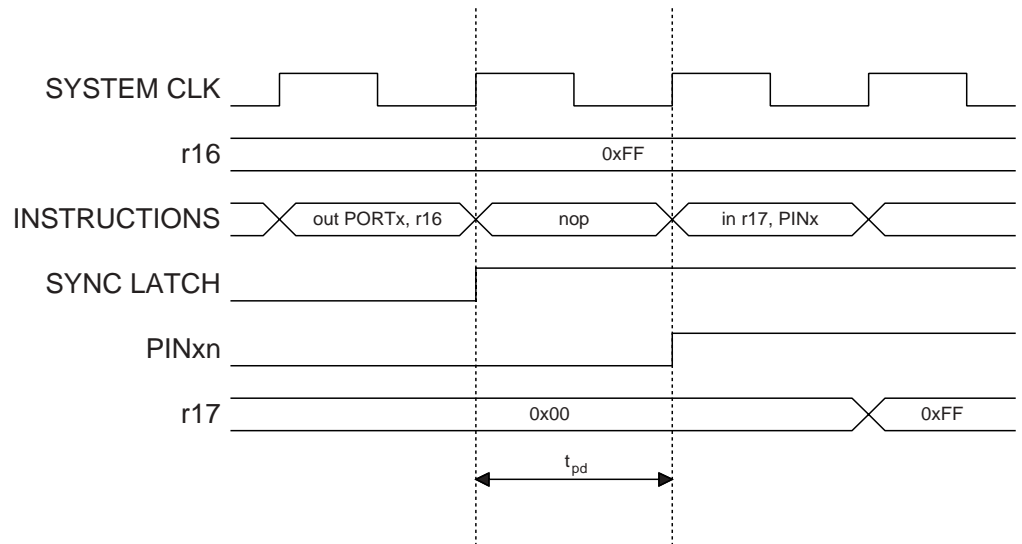 SYSTEM CLK
r16
0xFF
INSTRUCTIONS
out PORTx, r16
nop
in r17, PINx
SYNC LATCH
PINxn
r17
0x00
0xFF
tpd